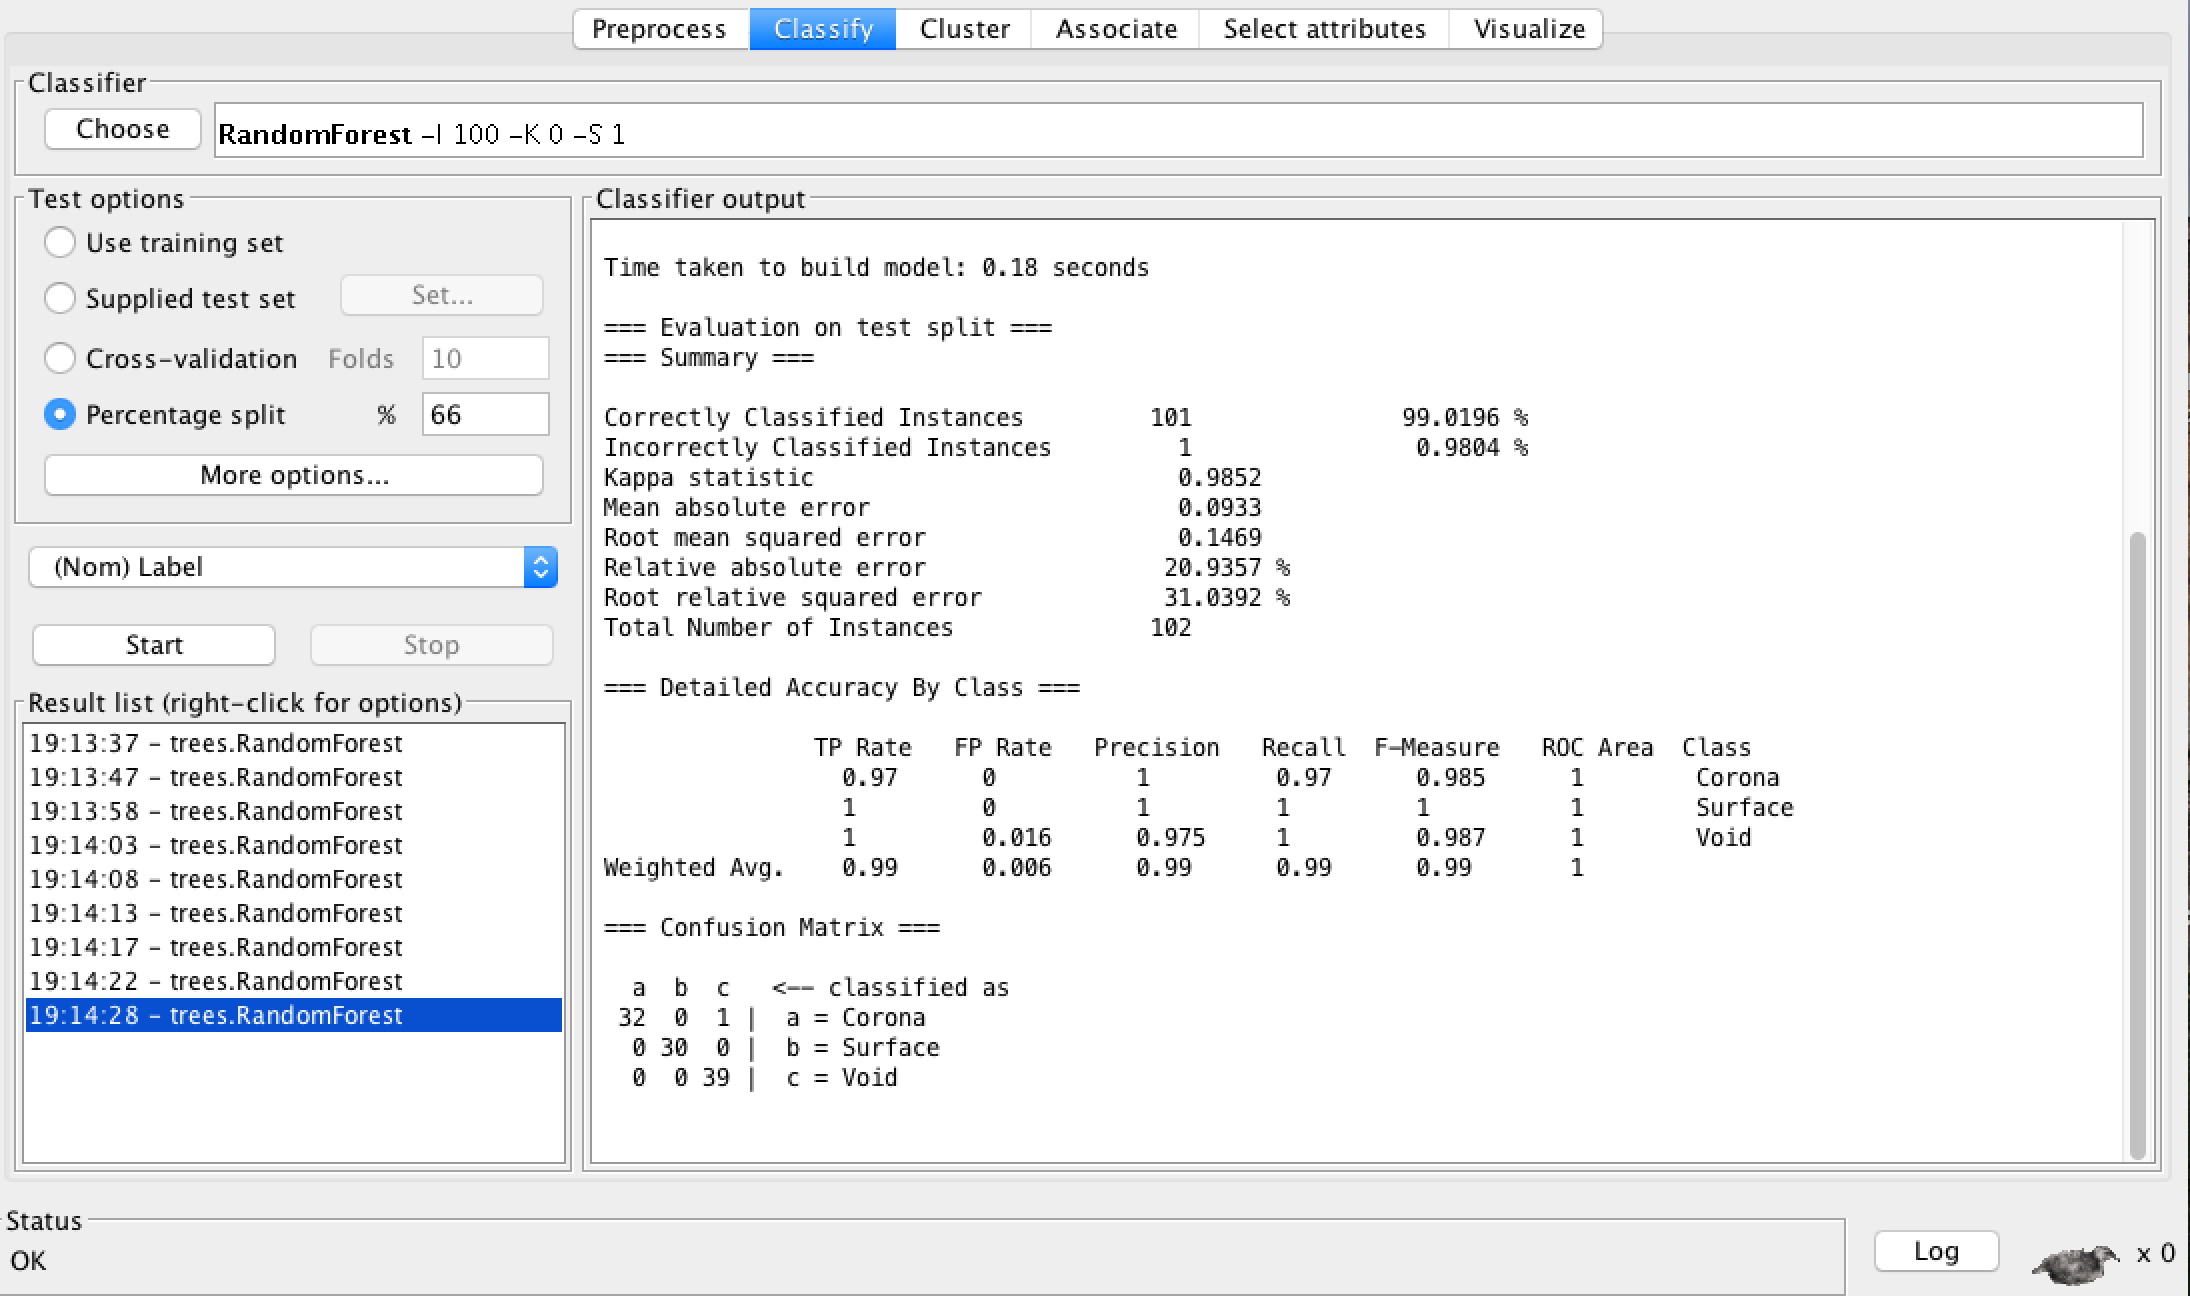 Preprocess Classify Cluster Associate Select attributes Visualize
Classifier
Choose RandomForest -I 100 -K 0 -S 1
Test options
Use training set
Supplied test set Set...
Cross-validation Folds 10
Percentage split % 66
More options...
(Nom) Label
Start Stop
Result list (right-click for options)
19:13:37 - trees.RandomForest
19:13:47 - trees.RandomForest
19:13:58 - trees.RandomForest
19:14:03 - trees.RandomForest
19:14:08 - trees.RandomForest
19:14:13 - trees.RandomForest
19:14:17 - trees.RandomForest
19:14:22 - trees.RandomForest
19:14:28 - trees.RandomForest
Classifier output
Time taken to build model: 0.18 seconds
=== Evaluation on test split ===
=== Summary ===
Correctly Classified Instances 101 99.0196 %
Incorrectly Classified Instances 1 0.9804 %
Kappa statistic 0.9852
Mean absolute error 0.0933
Root mean squared error 0.1469
Relative absolute error 20.9357 %
Root relative squared error 31.0392 %
Total Number of Instances 102
=== Detailed Accuracy By Class ===
TP Rate FP Rate Precision Recall F-Measure ROC Area Class
0.97 0 1 0.97 0.985 1 Corona
1 0 1 1 1 1 Surface
1 0.016 0.975 1 0.987 1 Void
Weighted Avg. 0.99 0.006 0.99 0.99 0.99 1
=== Confusion Matrix ===
a b c <-- classified as
32 0 1 | a = Corona
0 30 0 | b = Surface
0 0 39 | c = Void
Status
OK
Log x 0